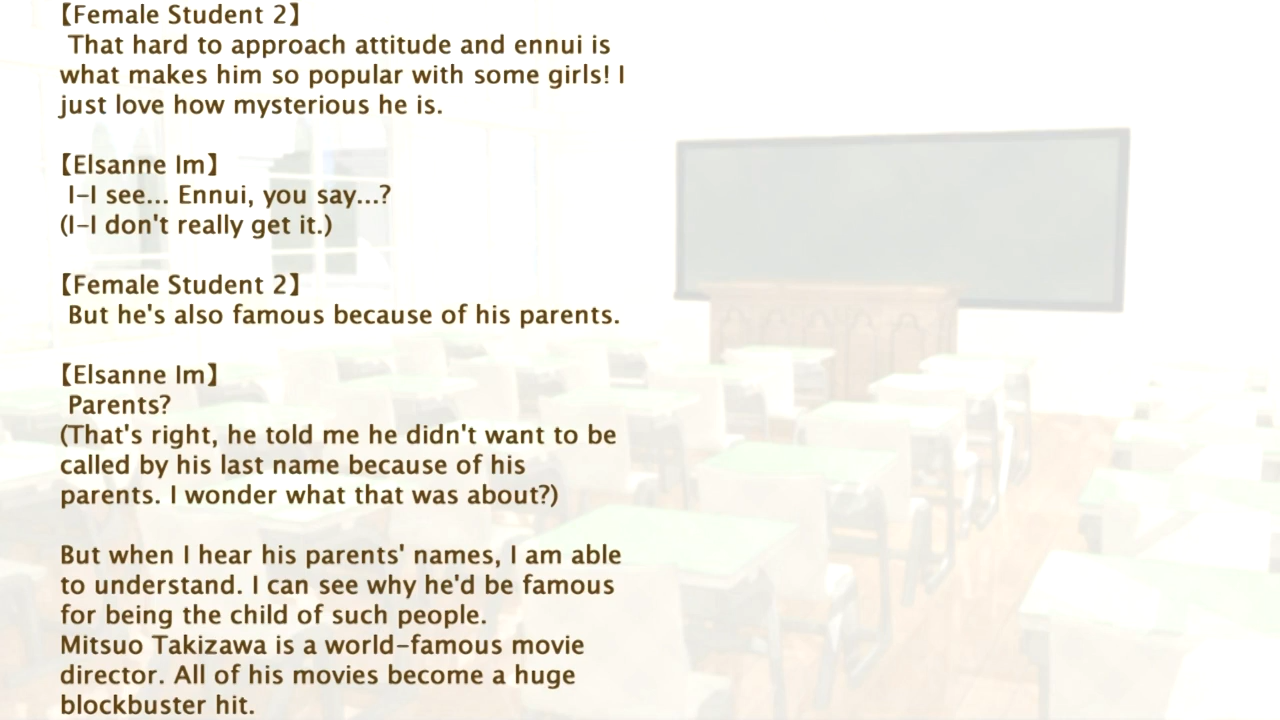 【Female Student 2】
That hard to approach attitude and ennui is
what makes him so popular with some girls! I
just love how mysterious he is.
【Elsanne Im】
I-I see... Ennui, you say...?
(I-I don't really get it.)
【Female Student 2】
But he's also famous because of his parents.
【Elsanne Im】
Parents?
(That's right, he told me he didn't want to be
called by his last name because of his
parents. I wonder what that was about?)
But when I hear his parents' names, I am able
to understand. I can see why he'd be famous
for being the child of such people.
Mitsuo Takizawa is a world-famous movie
director. All of his movies become a huge
blockbuster hit.